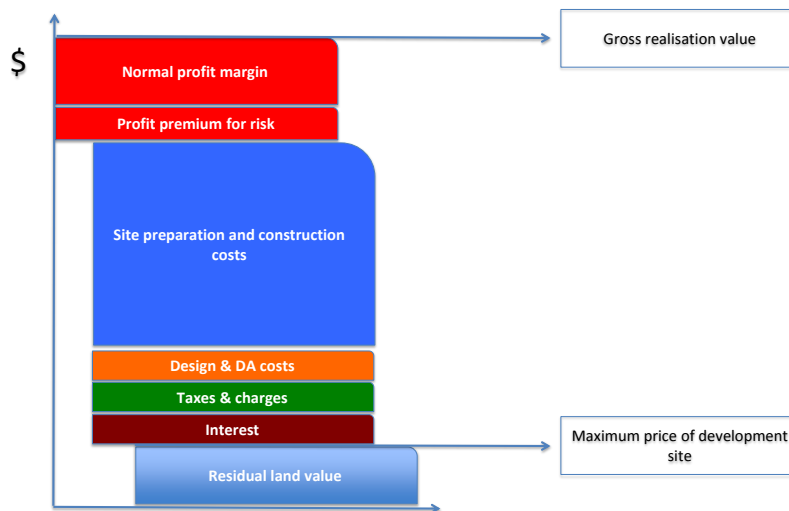 $
Gross realisation value
Normal profit margin
Profit premium for risk
Site preparation and construction
costs
Design & DA costs
Taxes & charges
Interest
Maximum price of development
site
Residual land value